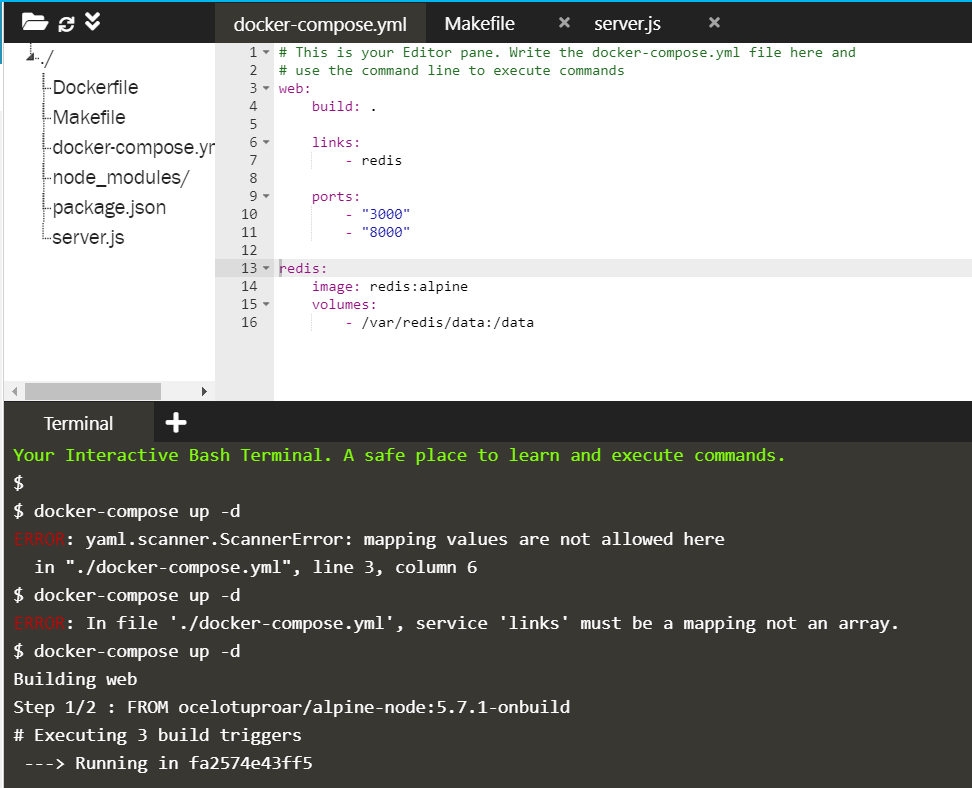 docker-compose.yml Makefile × server.js ×
./
Dockerfile
Makefile
docker-compose.yr
node_modules/
package.json
server.js
1 # This is your Editor pane. Write the docker-compose.yml file here and
2 # use the command line to execute commands
3 web:
4 build: .
5
6 links:
7 - redis
8
9 ports:
10 - "3000"
11 - "8000"
12
13 redis:
14 image: redis:alpine
15 volumes:
16 - /var/redis/data:/data
Terminal
Your Interactive Bash Terminal. A safe place to learn and execute commands.
$
$ docker-compose up -d
ERROR: yaml.scanner.ScannerError: mapping values are not allowed here
in "./docker-compose.yml", line 3, column 6
$ docker-compose up -d
ERROR: In file './docker-compose.yml', service 'links' must be a mapping not an array.
$ docker-compose up -d
Building web
Step 1/2 : FROM ocelotuproar/alpine-node:5.7.1-onbuild
# Executing 3 build triggers
---> Running in fa2574e43ff5